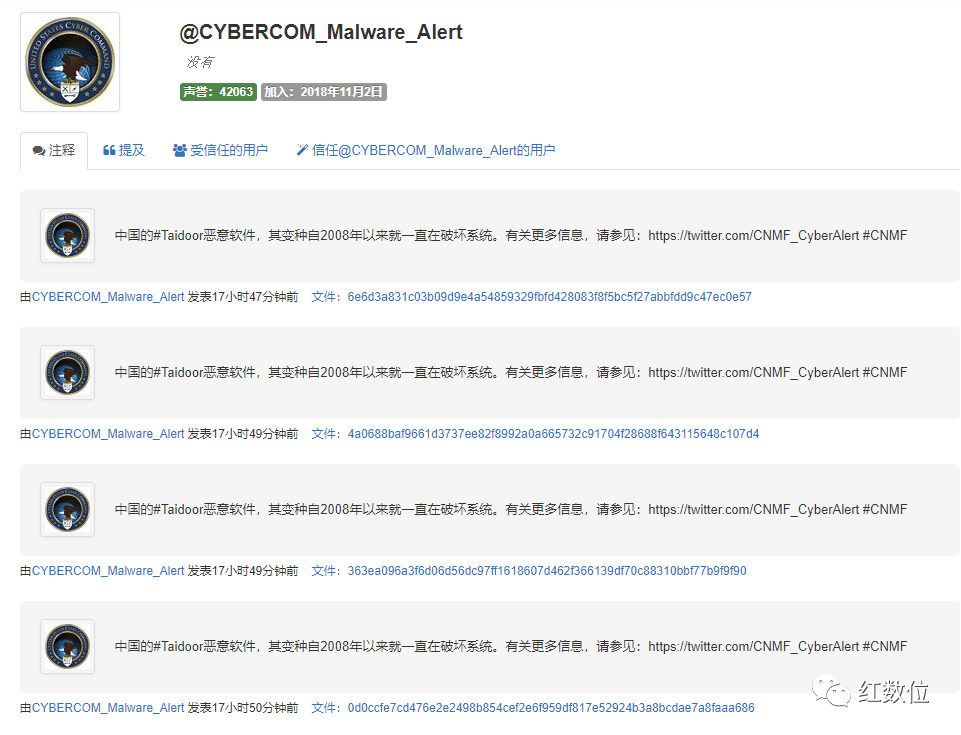 UNITED STATES CYBER COMMAND
@CYBERCOM_Malware_Alert
没有
声誉：42063 加入：2018年11月2日
注释 提及 受信任的用户 信任@CYBERCOM_Malware_Alert的用户
中国的#Taidoor恶意软件，其变种自2008年以来就一直在破坏系统。有关更多信息，请参见：https://twitter.com/CNMF_CyberAlert #CNMF
由CYBERCOM_Malware_Alert 发表17小时47分钟前 文件：6e6d3a831c03b09d9e4a54859329fbfd428083f8f5bc5f27abbfdd9c47ec0e57
中国的#Taidoor恶意软件，其变种自2008年以来就一直在破坏系统。有关更多信息，请参见：https://twitter.com/CNMF_CyberAlert #CNMF
由CYBERCOM_Malware_Alert 发表17小时49分钟前 文件：4a0688baf9661d3737ee82f8992a0a665732c91704f28688f643115648c107d4
中国的#Taidoor恶意软件，其变种自2008年以来就一直在破坏系统。有关更多信息，请参见：https://twitter.com/CNMF_CyberAlert #CNMF
由CYBERCOM_Malware_Alert 发表17小时49分钟前 文件：363ea096a3f6d06d56dc97ff1618607d462f366139df70c88310bbf77b9f9f90
中国的#Taidoor恶意软件，其变种自2008年以来就一直在破坏系统。有关更多信息，请参见：https://twitter.com/CNMF_CyberAlert #CNMF
由CYBERCOM_Malware_Alert 发表17小时50分钟前 文件：0d0ccfe7cd476e2e2498b854cef2e6f959df817e52924b3a8bcdae7a8faaa686
红数位